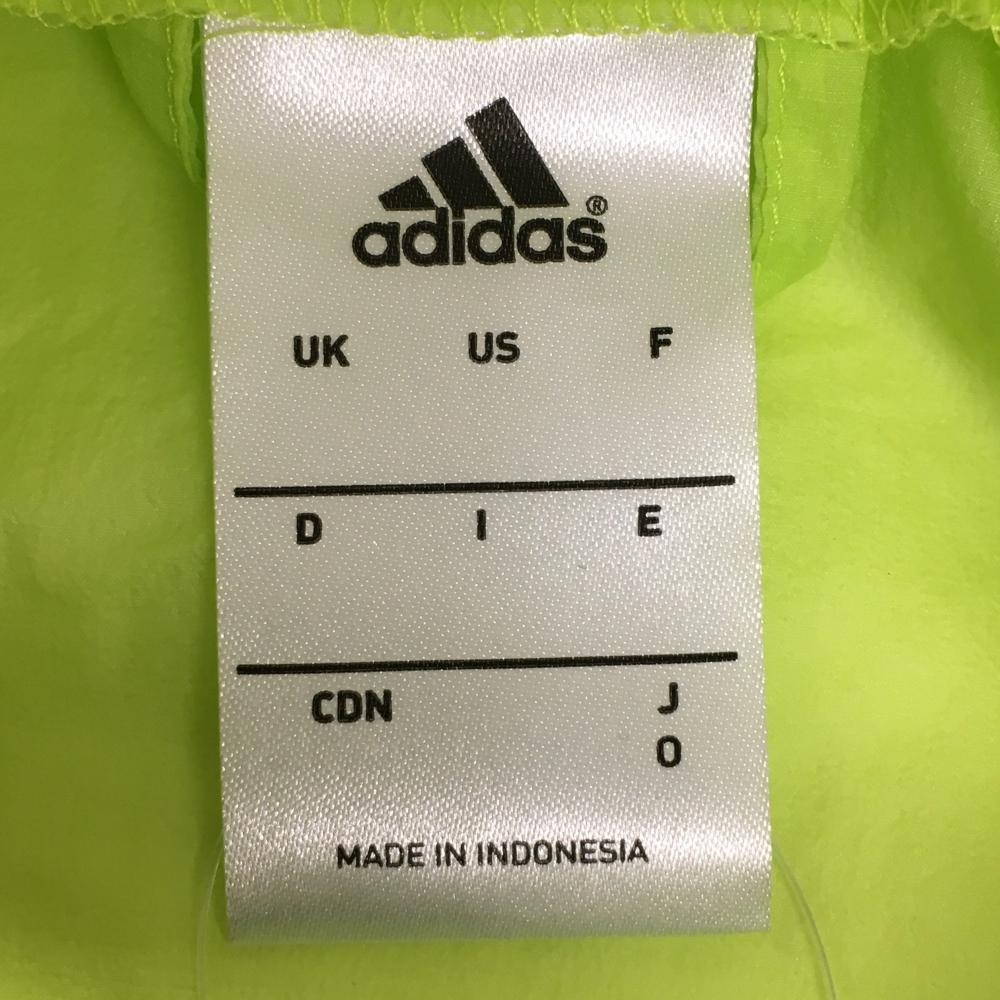 adidas®
UK US F
D I E
CDN J
O
MADE IN INDONESIA